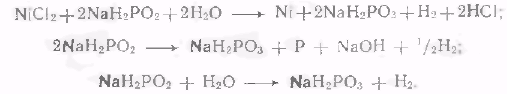 NiCl₂+2NaH₂PO₂+2H₂O ⟶ Ni+2NaH₂PO₃+H₂+2HCl;
2NaH₂PO₂ ⟶ NaH₂PO₃ + P + NaOH + ¹/₂H₂;
NaH₂PO₂ + H₂O ⟶ NaH₂PO₃ + H₂.